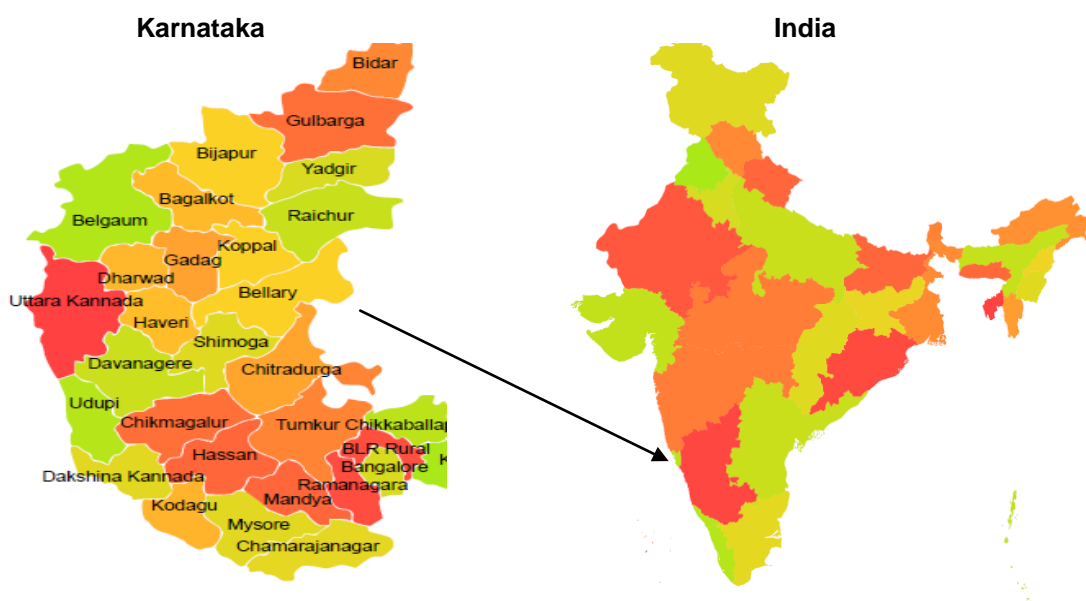 Karnataka
India
Bidar
Gulbarga
Bijapur
Yadgir
Bagalkot
Raichur
Belgaum
Koppal
Gadag
Dharwad
Bellary
Uttara Kannada
Haveri
Shimoga
Davanagere
Chitradurga
Udupi
Chikmagalur
Tumkur
Chikkaballap
BLR Rural
Hassan
Bangalore
K
Dakshina Kannada
Ramanagara
Mandya
Kodagu
Mysore
Chamarajanagar